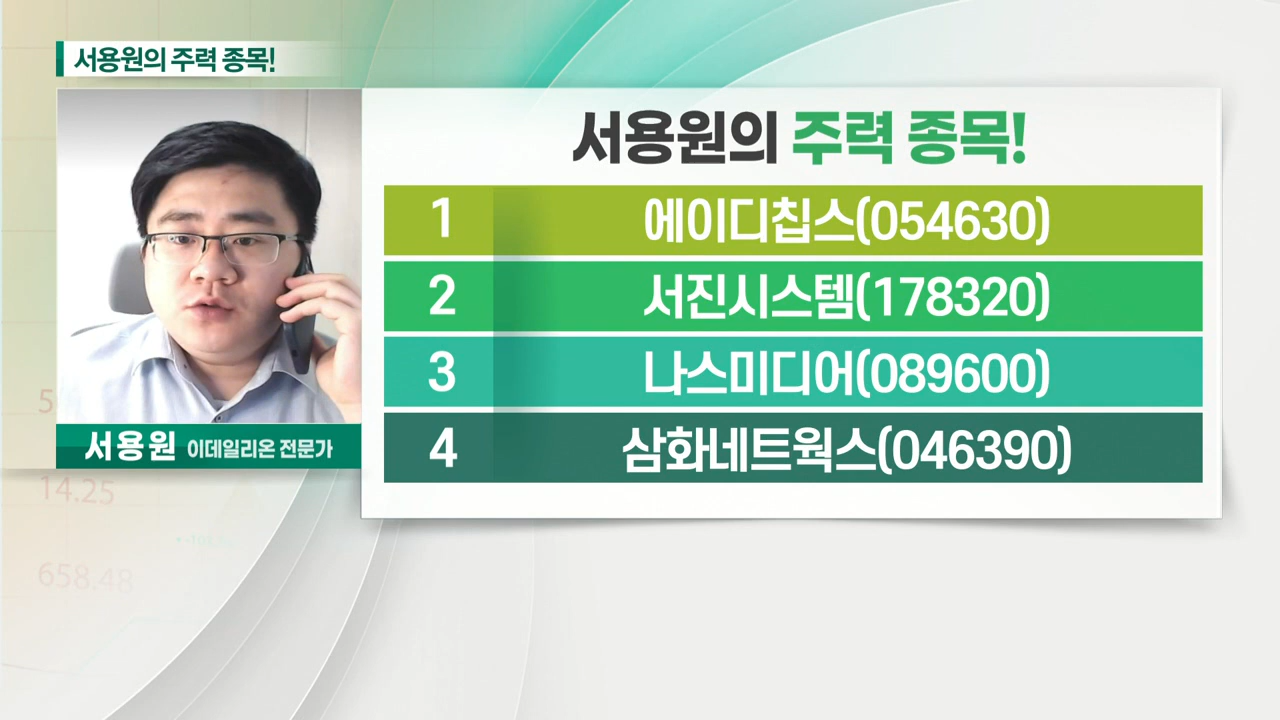 서용원의 주력 종목!
서용원의 주력 종목!
1 에이디칩스(054630)
2 서진시스템(178320)
3 나스미디어(089600)
4 삼화네트웍스(046390)
서용원 이데일리온 전문가
14.25
658.48